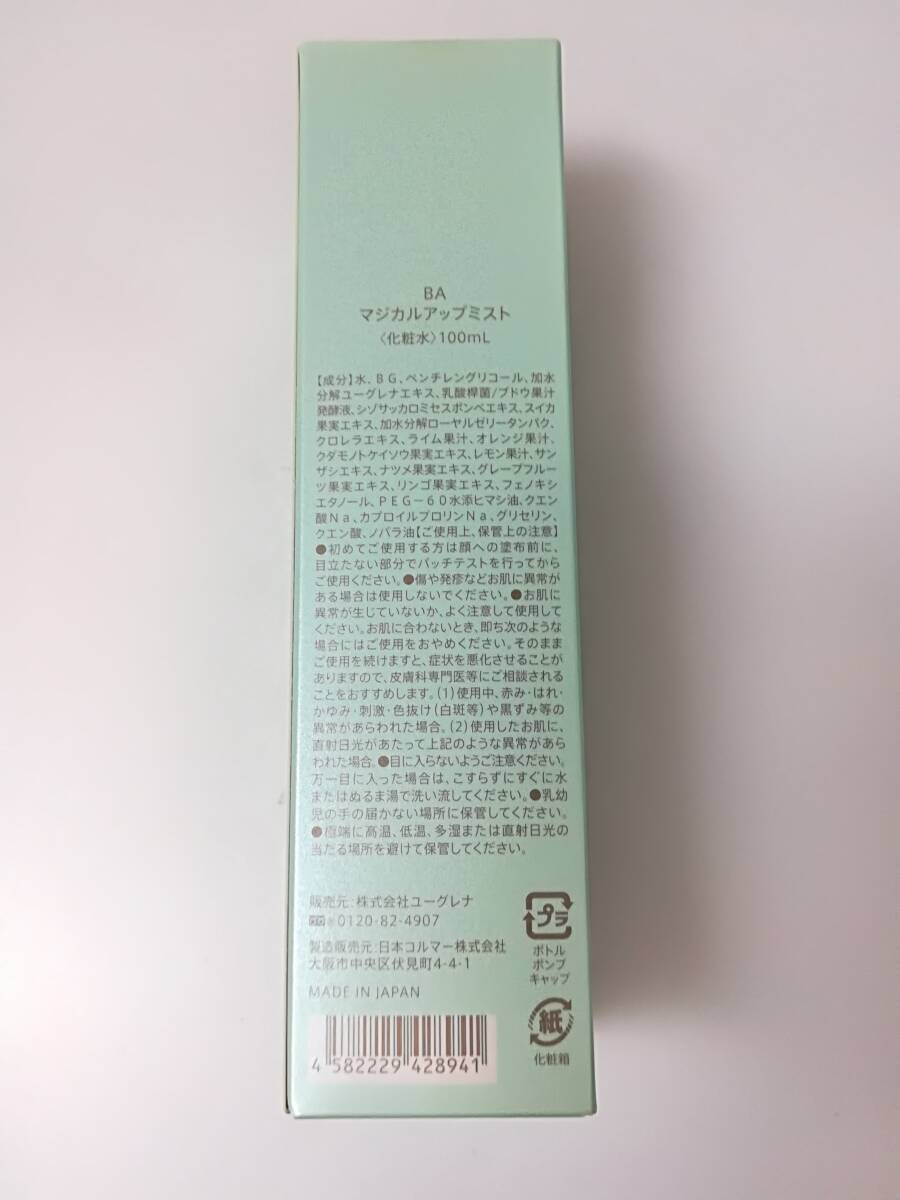 BA
マジカルアップミスト
〈化粧水〉100mL
【成分】水、BG、ペンチレングリコール、加水
分解ユーグレナエキス、乳酸桿菌/ブドウ果汁
発酵液、シゾサッカロミセスポンベエキス、スイカ
果実エキス、加水分解ローヤルゼリータンパク、
クロレラエキス、ライム果汁、オレンジ果汁、
クダモノトケイソウ果実エキス、レモン果汁、サン
ザシエキス、ナツメ果実エキス、グレープフルー
ツ果実エキス、リンゴ果実エキス、フェノキシ
エタノール、PEG-60水添ヒマシ油、クエン
酸Na、カプロイルプロリンNa、グリセリン、
クエン酸、ノバラ油【ご使用上、保管上の注意】
●初めてご使用する方は顔への塗布前に、
目立たない部分でパッチテストを行ってから
ご使用ください。●傷や発疹などお肌に異常が
ある場合は使用しないでください。●お肌に
異常が生じていないか、よく注意して使用して
ください。お肌に合わないとき、即ち次のような
場合にはご使用をおやめください。そのまま
ご使用を続けますと、症状を悪化させることが
ありますので、皮膚科専門医等にご相談される
ことをおすすめします。(1)使用中、赤み・はれ・
かゆみ・刺激・色抜け(白斑等)や黒ずみ等の
異常があらわれた場合。(2)使用したお肌に、
直射日光があたって上記のような異常があら
われた場合。●目に入らないようご注意ください。
万一目に入った場合は、こすらずにすぐに水
またはぬるま湯で洗い流してください。●乳幼
児の手の届かない場所に保管してください。
●極端に高温、低温、多湿または直射日光の
当たる場所を避けて保管してください。
販売元:株式会社ユーグレナ
0120-82-4907
製造販売元:日本コルマー株式会社
大阪市中央区伏見町4-4-1
MADE IN JAPAN
4 582229 428941
プラ
ボトル
ポンプ
キャップ
紙
化粧箱